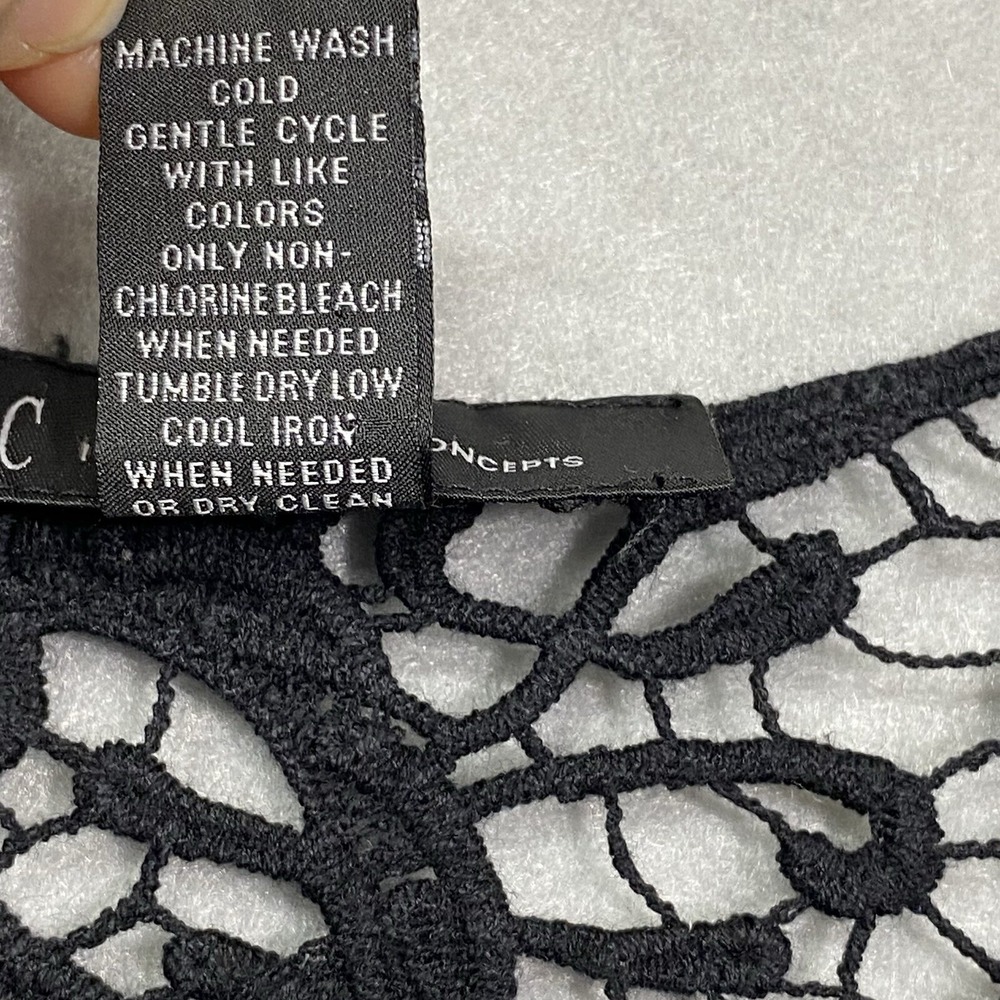 MACHINE WASH
COLD
GENTLE CYCLE
WITH LIKE
COLORS
ONLY NON-
CHLORINE BLEACH
WHEN NEEDED
TUMBLE DRY LOW
COOL IRON
WHEN NEEDED
OR DRY CLEAN
C
ONCEPTS